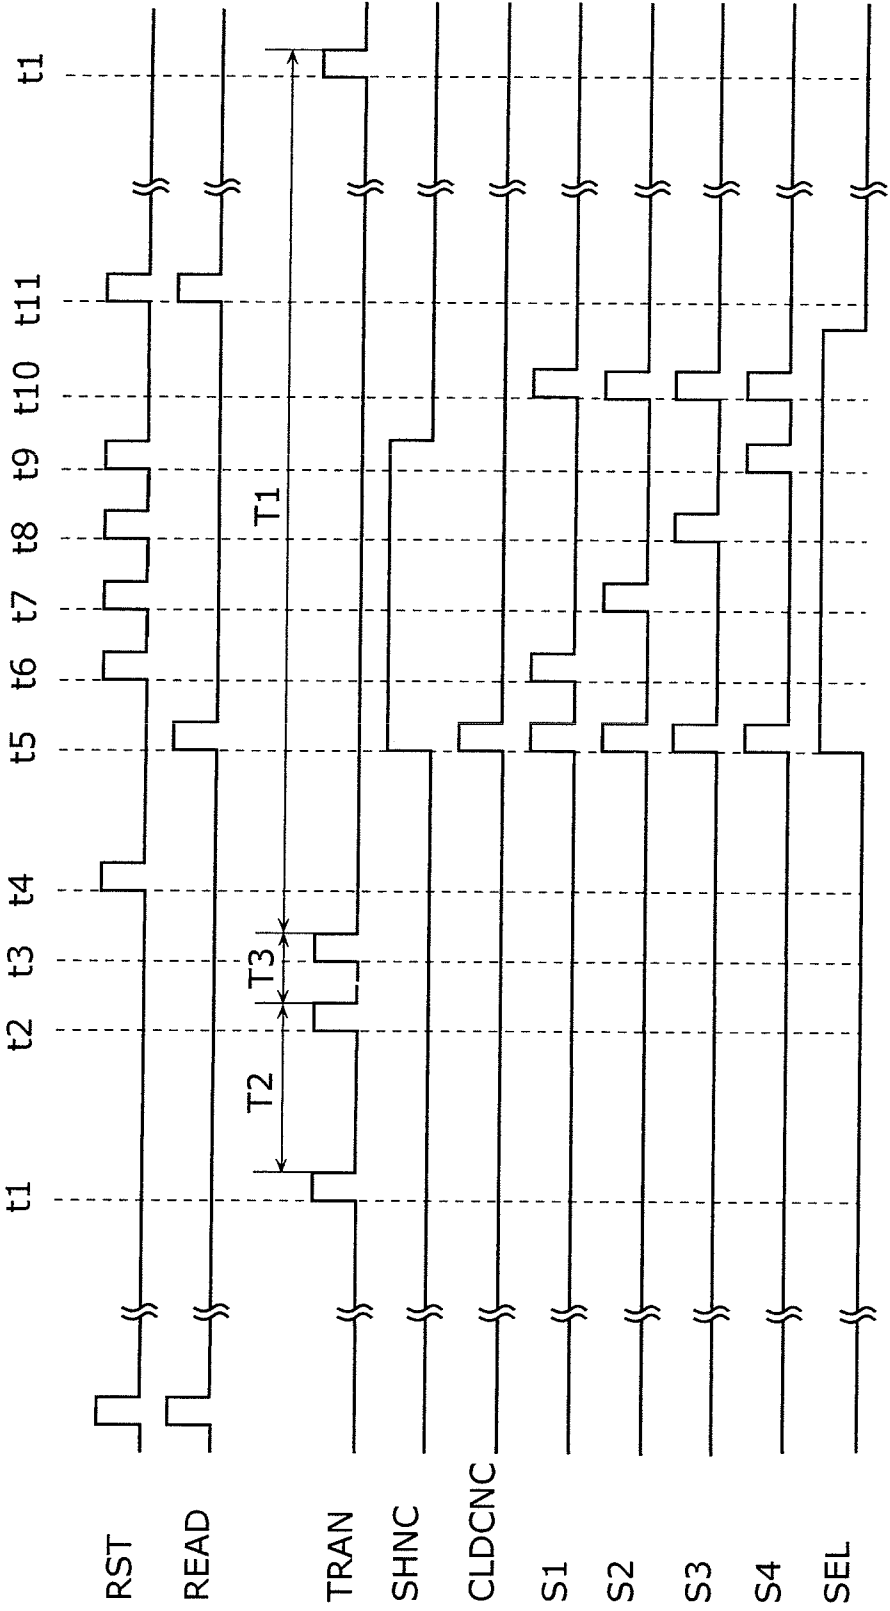 t1 t2 t3 t4 t5 t6 t7 t8 t9 t10 t11 t1
RST
READ
T2 T3 T1
TRAN
SHNC
CLDCNC
S1
S2
S3
S4
SEL